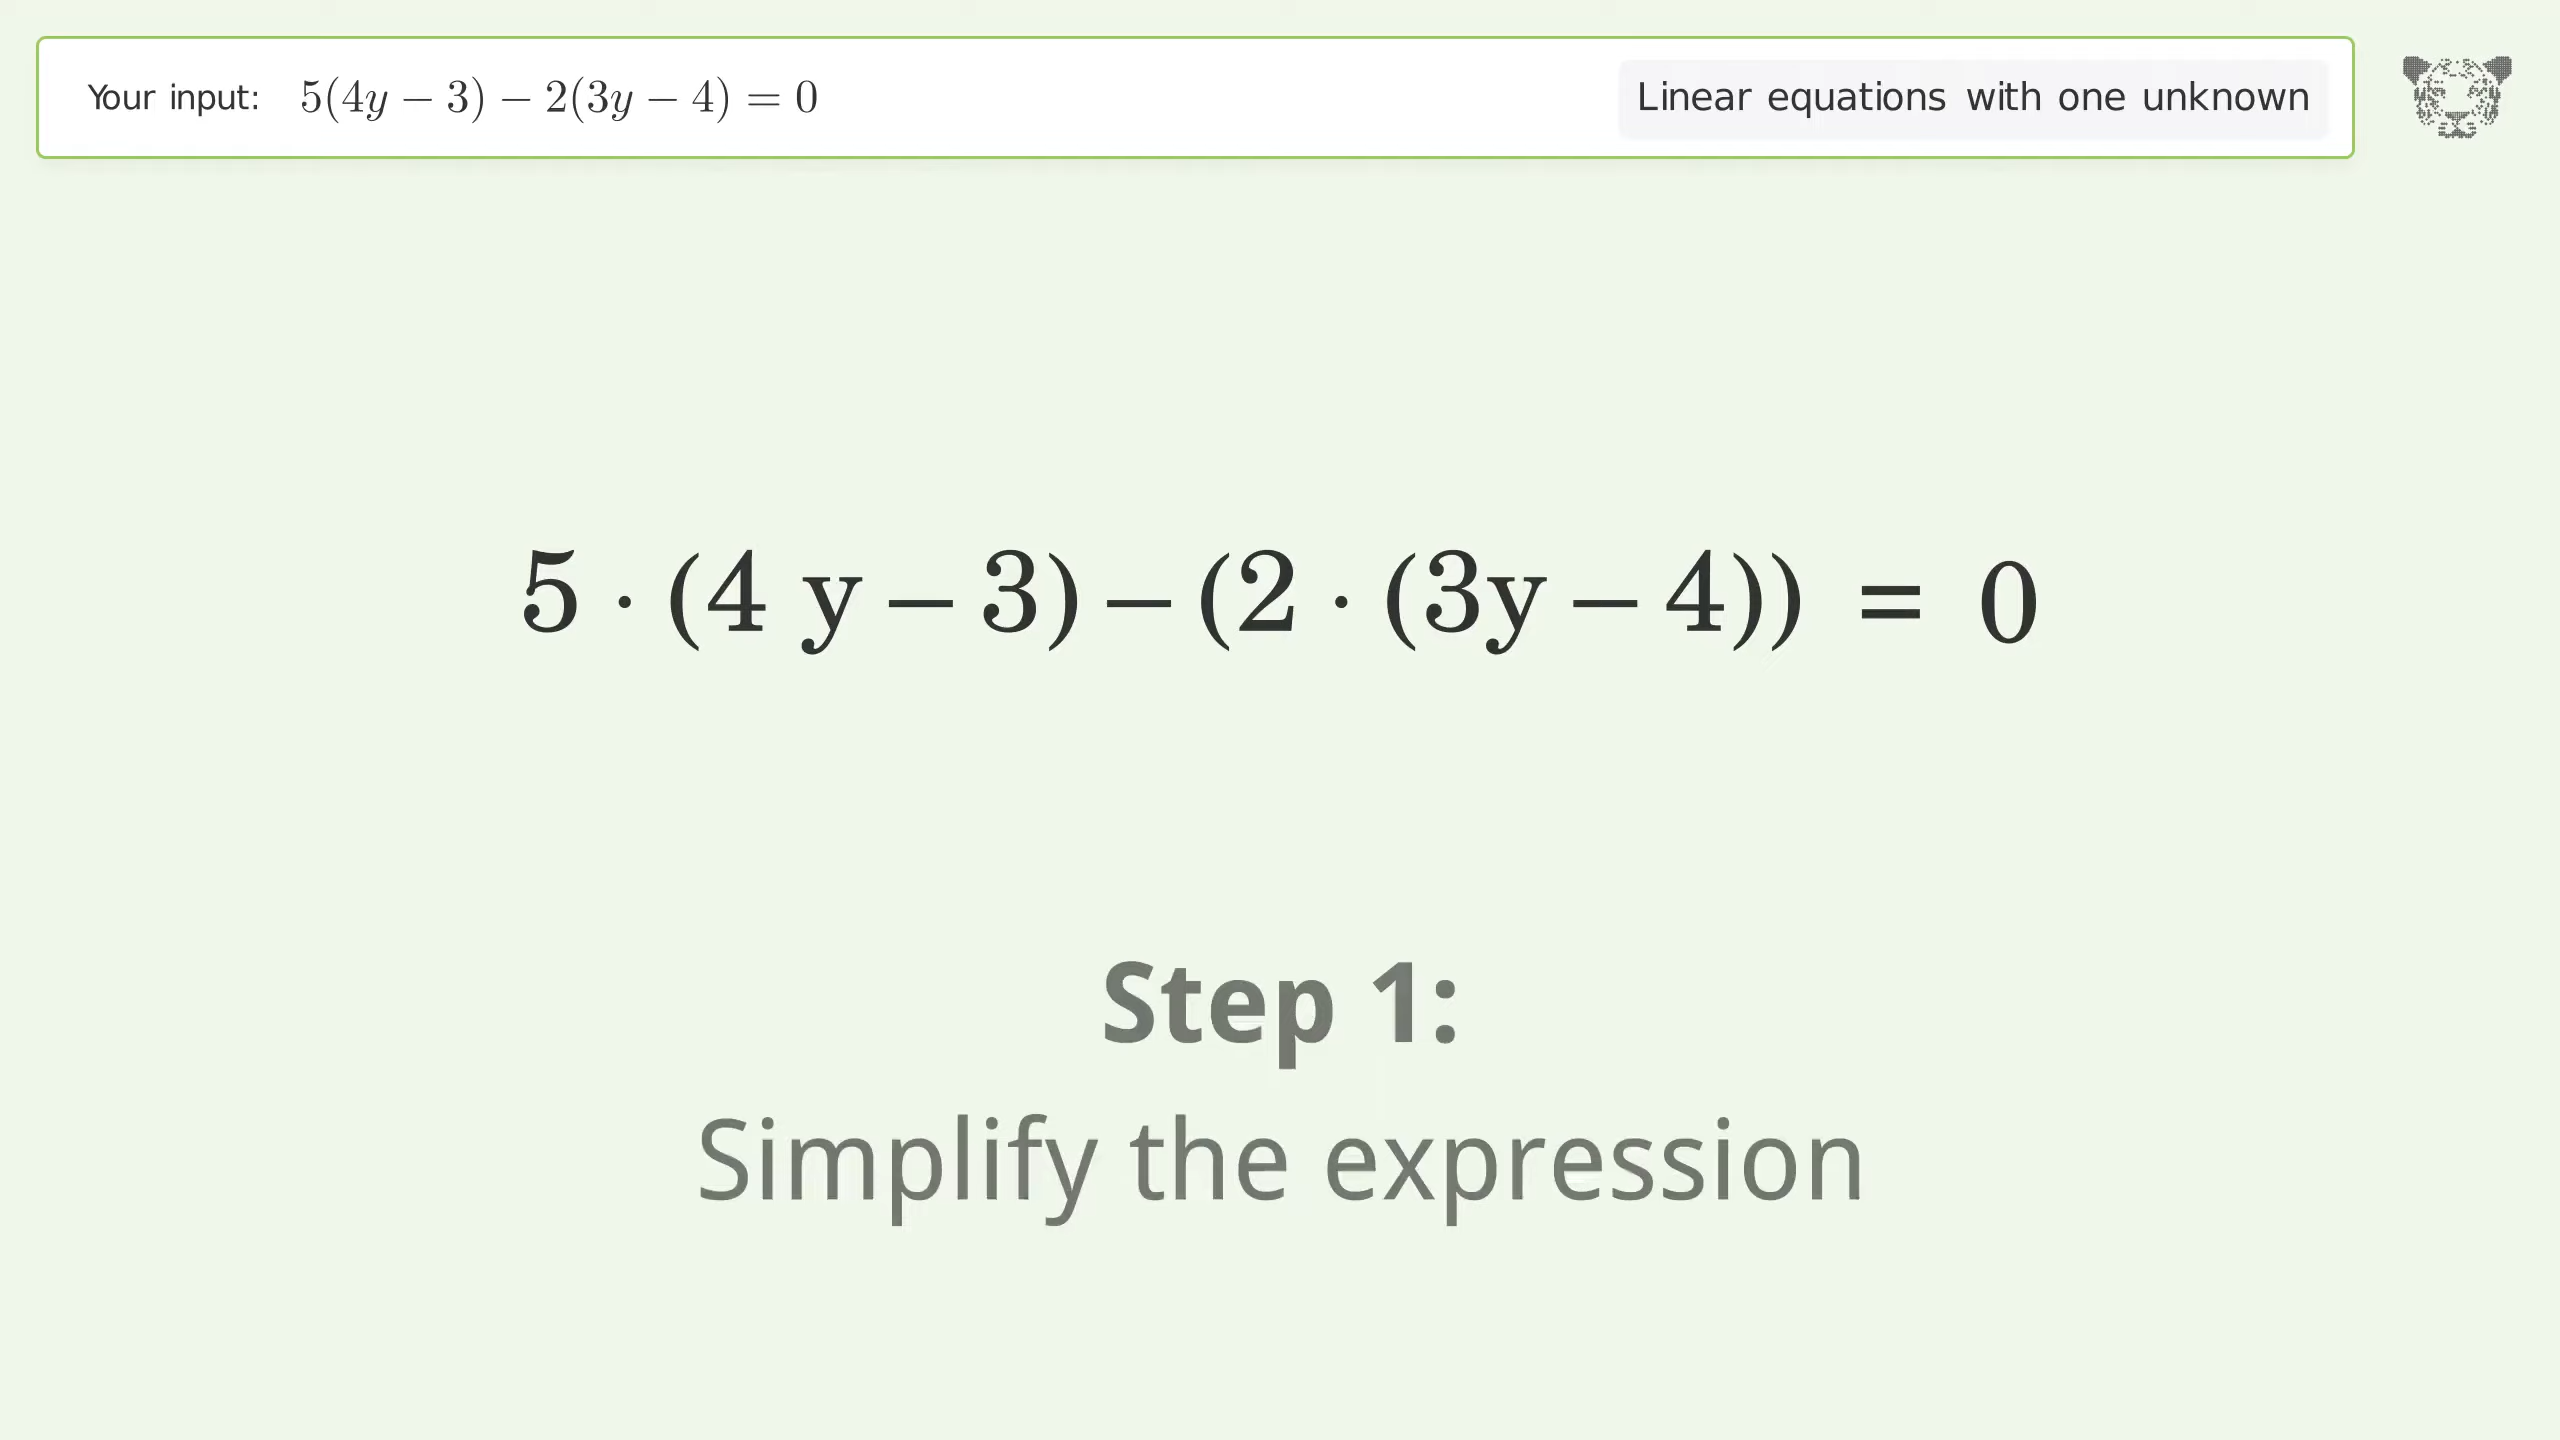 Your input: 5(4y − 3) − 2(3y − 4) = 0
Linear equations with one unknown
5 · (4 y − 3) − (2 · (3y − 4)) = 0
Step 1:
Simplify the expression